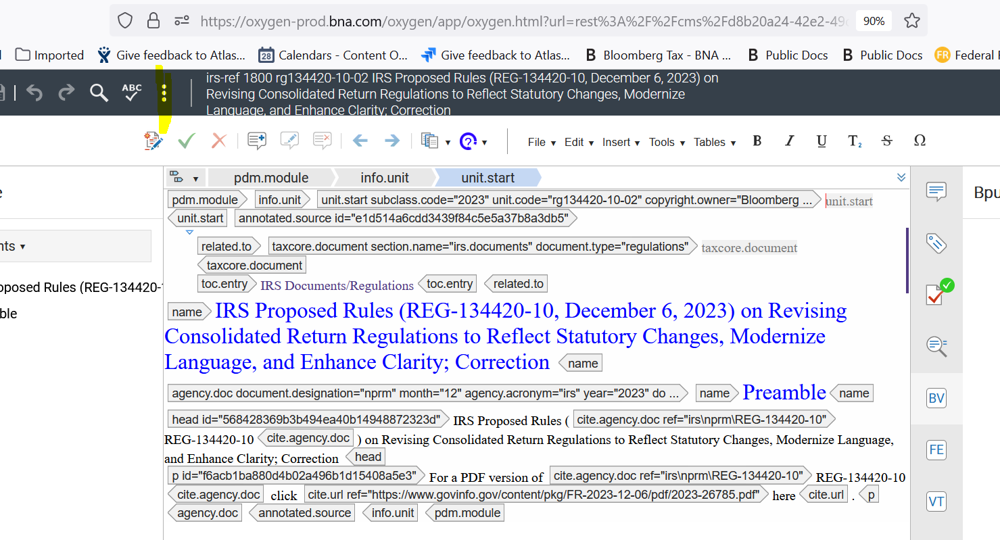 https://oxygen-prod.bna.com/oxygen/app/oxygen.html?url=rest%3A%2F%2Fcms%2Fd8b20a24-42e2-49 90%
Imported Give feedback to Atlas... 28 Calendars - Content O... Give feedback to Atlas... B Bloomberg Tax - BNA ... B Public Docs B Public Docs FR Federal
ABC
irs-ref 1800 rg134420-10-02 IRS Proposed Rules (REG-134420-10, December 6, 2023) on
Revising Consolidated Return Regulations to Reflect Statutory Changes, Modernize
Language, and Enhance Clarity; Correction
File Edit Insert Tools Tables B I U T2 S Ω
pdm.module info.unit unit.start
pdm.module info.unit unit.start subclass.code="2023" unit.code="rg134420-10-02" copyright.owner="Bloomberg ... unit.start
unit.start annotated.source id="e1d514a6cdd3439f84c5e5a37b8a3db5"
related.to taxcore.document section.name="irs.documents" document.type="regulations" taxcore.document
taxcore.document
toc.entry IRS Documents/Regulations toc.entry related.to
name IRS Proposed Rules (REG-134420-10, December 6, 2023) on Revising
Consolidated Return Regulations to Reflect Statutory Changes, Modernize
Language, and Enhance Clarity; Correction name
agency.doc document.designation="nprm" month="12" agency.acronym="irs" year="2023" do ... name Preamble name
head id="568428369b3b494ea40b14948872323d" IRS Proposed Rules ( cite.agency.doc ref="irs\nprm\REG-134420-10"
REG-134420-10 cite.agency.doc ) on Revising Consolidated Return Regulations to Reflect Statutory Changes, Modernize Language,
and Enhance Clarity; Correction head
p id="f6acb1ba880d4b02a496b1d15408a5e3" For a PDF version of cite.agency.doc ref="irs\nprm\REG-134420-10" REG-134420-10
cite.agency.doc click cite.url ref="https://www.govinfo.gov/content/pkg/FR-2023-12-06/pdf/2023-26785.pdf" here cite.url . p
agency.doc annotated.source info.unit pdm.module
nts
oposed Rules (REG-134420-
ble
BV
FE
VT
Bpu